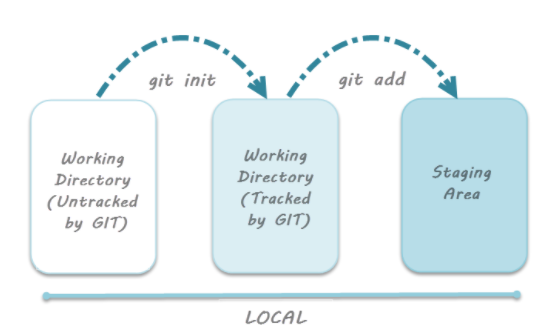 git init
git add
Working
Directory
(Untracked
by GIT)
Working
Directory
(Tracked
by GIT)
Staging
Area
LOCAL